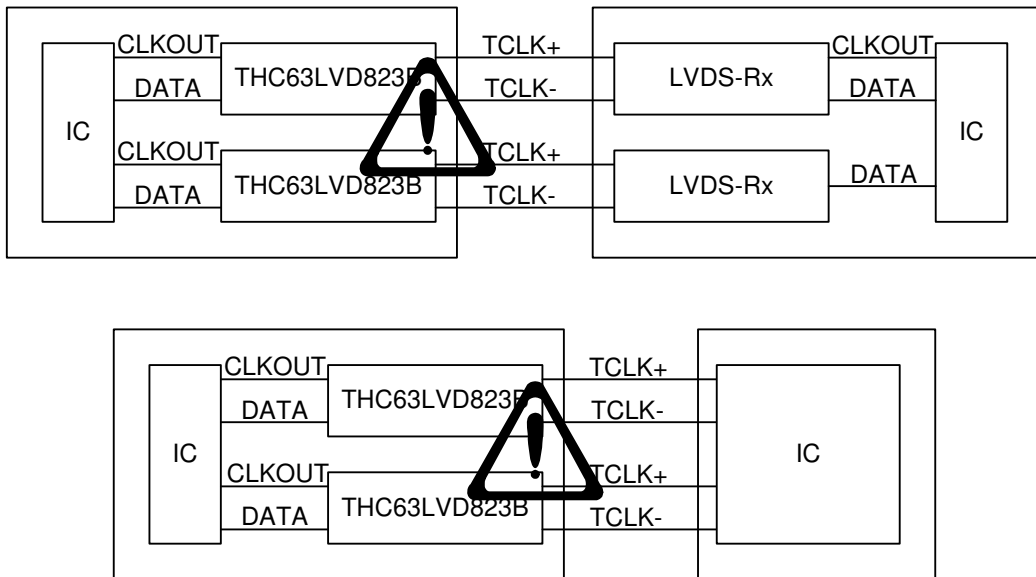 CLKOUT TCLK+ CLKOUT
THC63LVD823B LVDS-Rx
DATA TCLK- DATA
IC IC
CLKOUT TCLK+
THC63LVD823B LVDS-Rx DATA
DATA TCLK-
CLKOUT TCLK+
THC63LVD823B
DATA TCLK-
IC IC
CLKOUT TCLK+
THC63LVD823B
DATA TCLK-